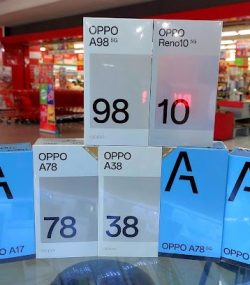 OPPO
A98 5G
98
OPPO
Reno10 5G
10
OPPO
A78
78
OPPO
A38
38
A
OPPO A17
A
OPPO A78 5G
A